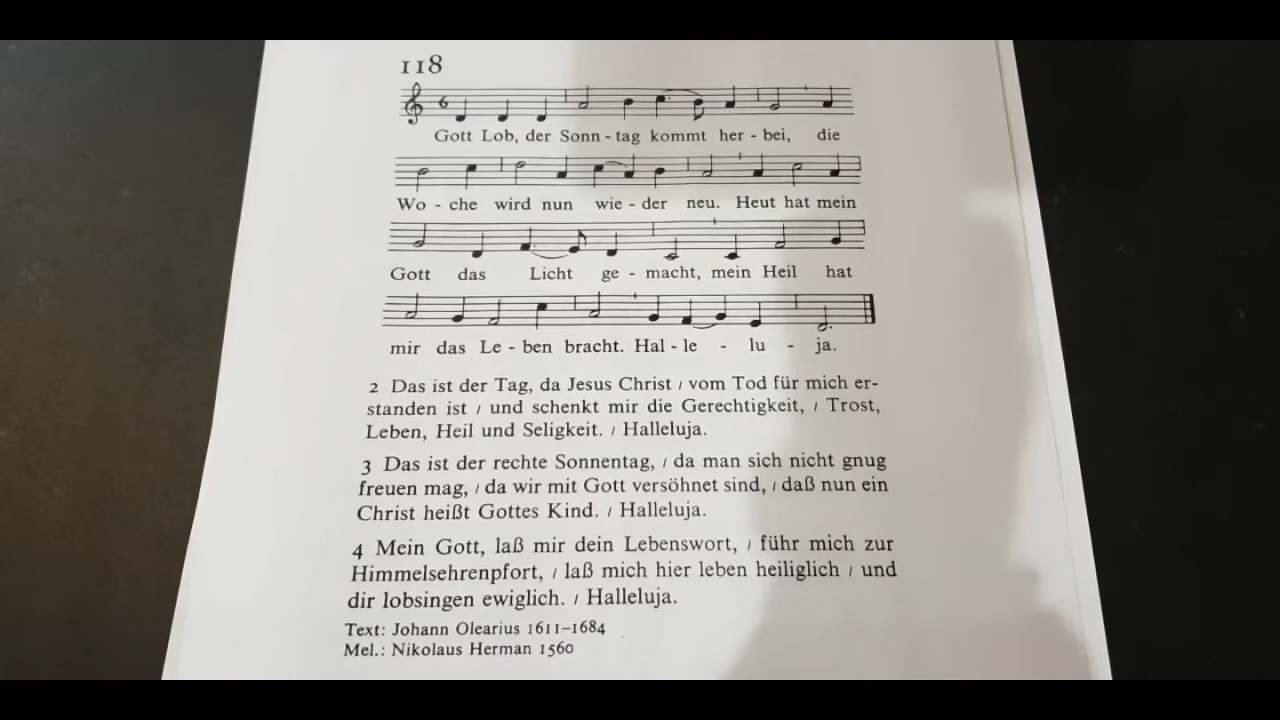 118
6
Gott Lob, der Sonn - tag kommt her - bei, die
Wo - che wird nun wie - der neu. Heut hat mein
Gott das Licht ge - macht, mein Heil hat
mir das Le - ben bracht. Hal - le - lu - ja.
2 Das ist der Tag, da Jesus Christ / vom Tod für mich er-
standen ist / und schenkt mir die Gerechtigkeit, / Trost,
Leben, Heil und Seligkeit. / Halleluja.
3 Das ist der rechte Sonnentag, / da man sich nicht gnug
freuen mag, / da wir mit Gott versöhnet sind, / daß nun ein
Christ heißt Gottes Kind. / Halleluja.
4 Mein Gott, laß mir dein Lebenswort, / führ mich zur
Himmelsehrenpfort, / laß mich hier leben heiliglich / und
dir lobsingen ewiglich. / Halleluja.
Text: Johann Olearius 1611–1684
Mel.: Nikolaus Herman 1560